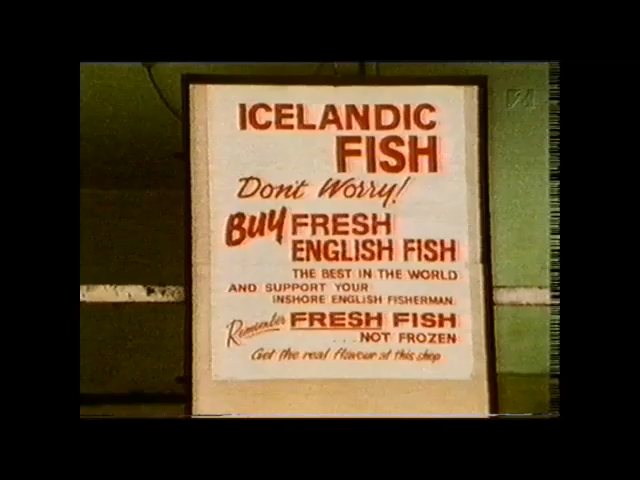 ICELANDIC
FISH
Don't Worry!
BUY FRESH
ENGLISH FISH
THE BEST IN THE WORLD
AND SUPPORT YOUR
INSHORE ENGLISH FISHERMAN.
Remember FRESH FISH
...NOT FROZEN
Get the real flavour at this shop